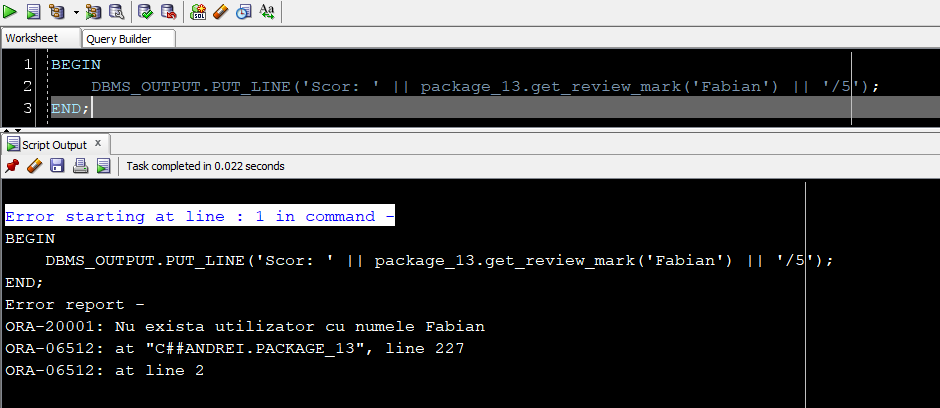 SQL
Aa
Worksheet
Query Builder
1 BEGIN
2 DBMS_OUTPUT.PUT_LINE('Scor: ' || package_13.get_review_mark('Fabian') || '/5');
3 END;
Script Output x
Task completed in 0.022 seconds
Error starting at line : 1 in command -
BEGIN
DBMS_OUTPUT.PUT_LINE('Scor: ' || package_13.get_review_mark('Fabian') || '/5');
END;
Error report -
ORA-20001: Nu exista utilizator cu numele Fabian
ORA-06512: at "C##ANDREI.PACKAGE_13", line 227
ORA-06512: at line 2